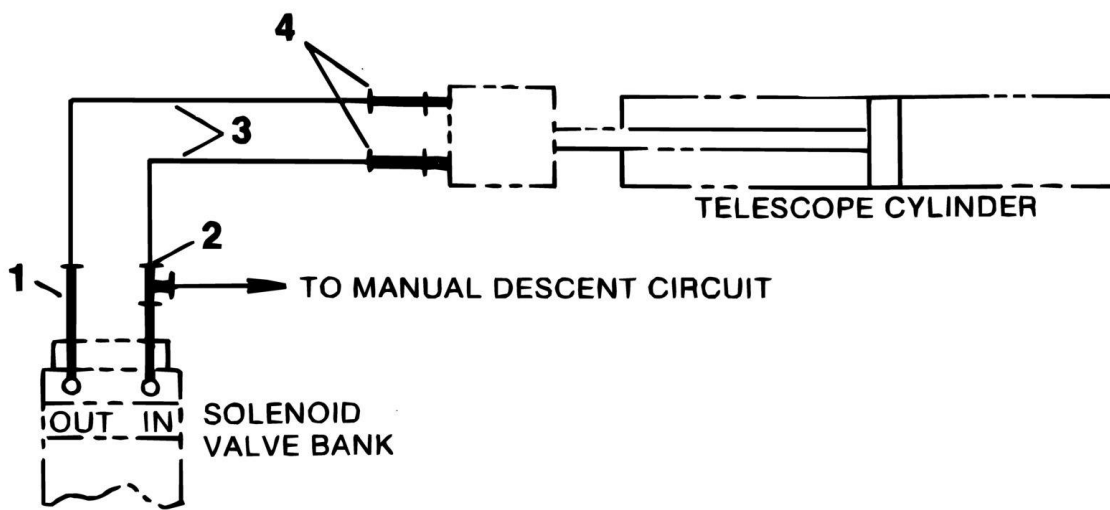 4
3
TELESCOPE CYLINDER
2
1
TO MANUAL DESCENT CIRCUIT
OUT IN
SOLENOID
VALVE BANK